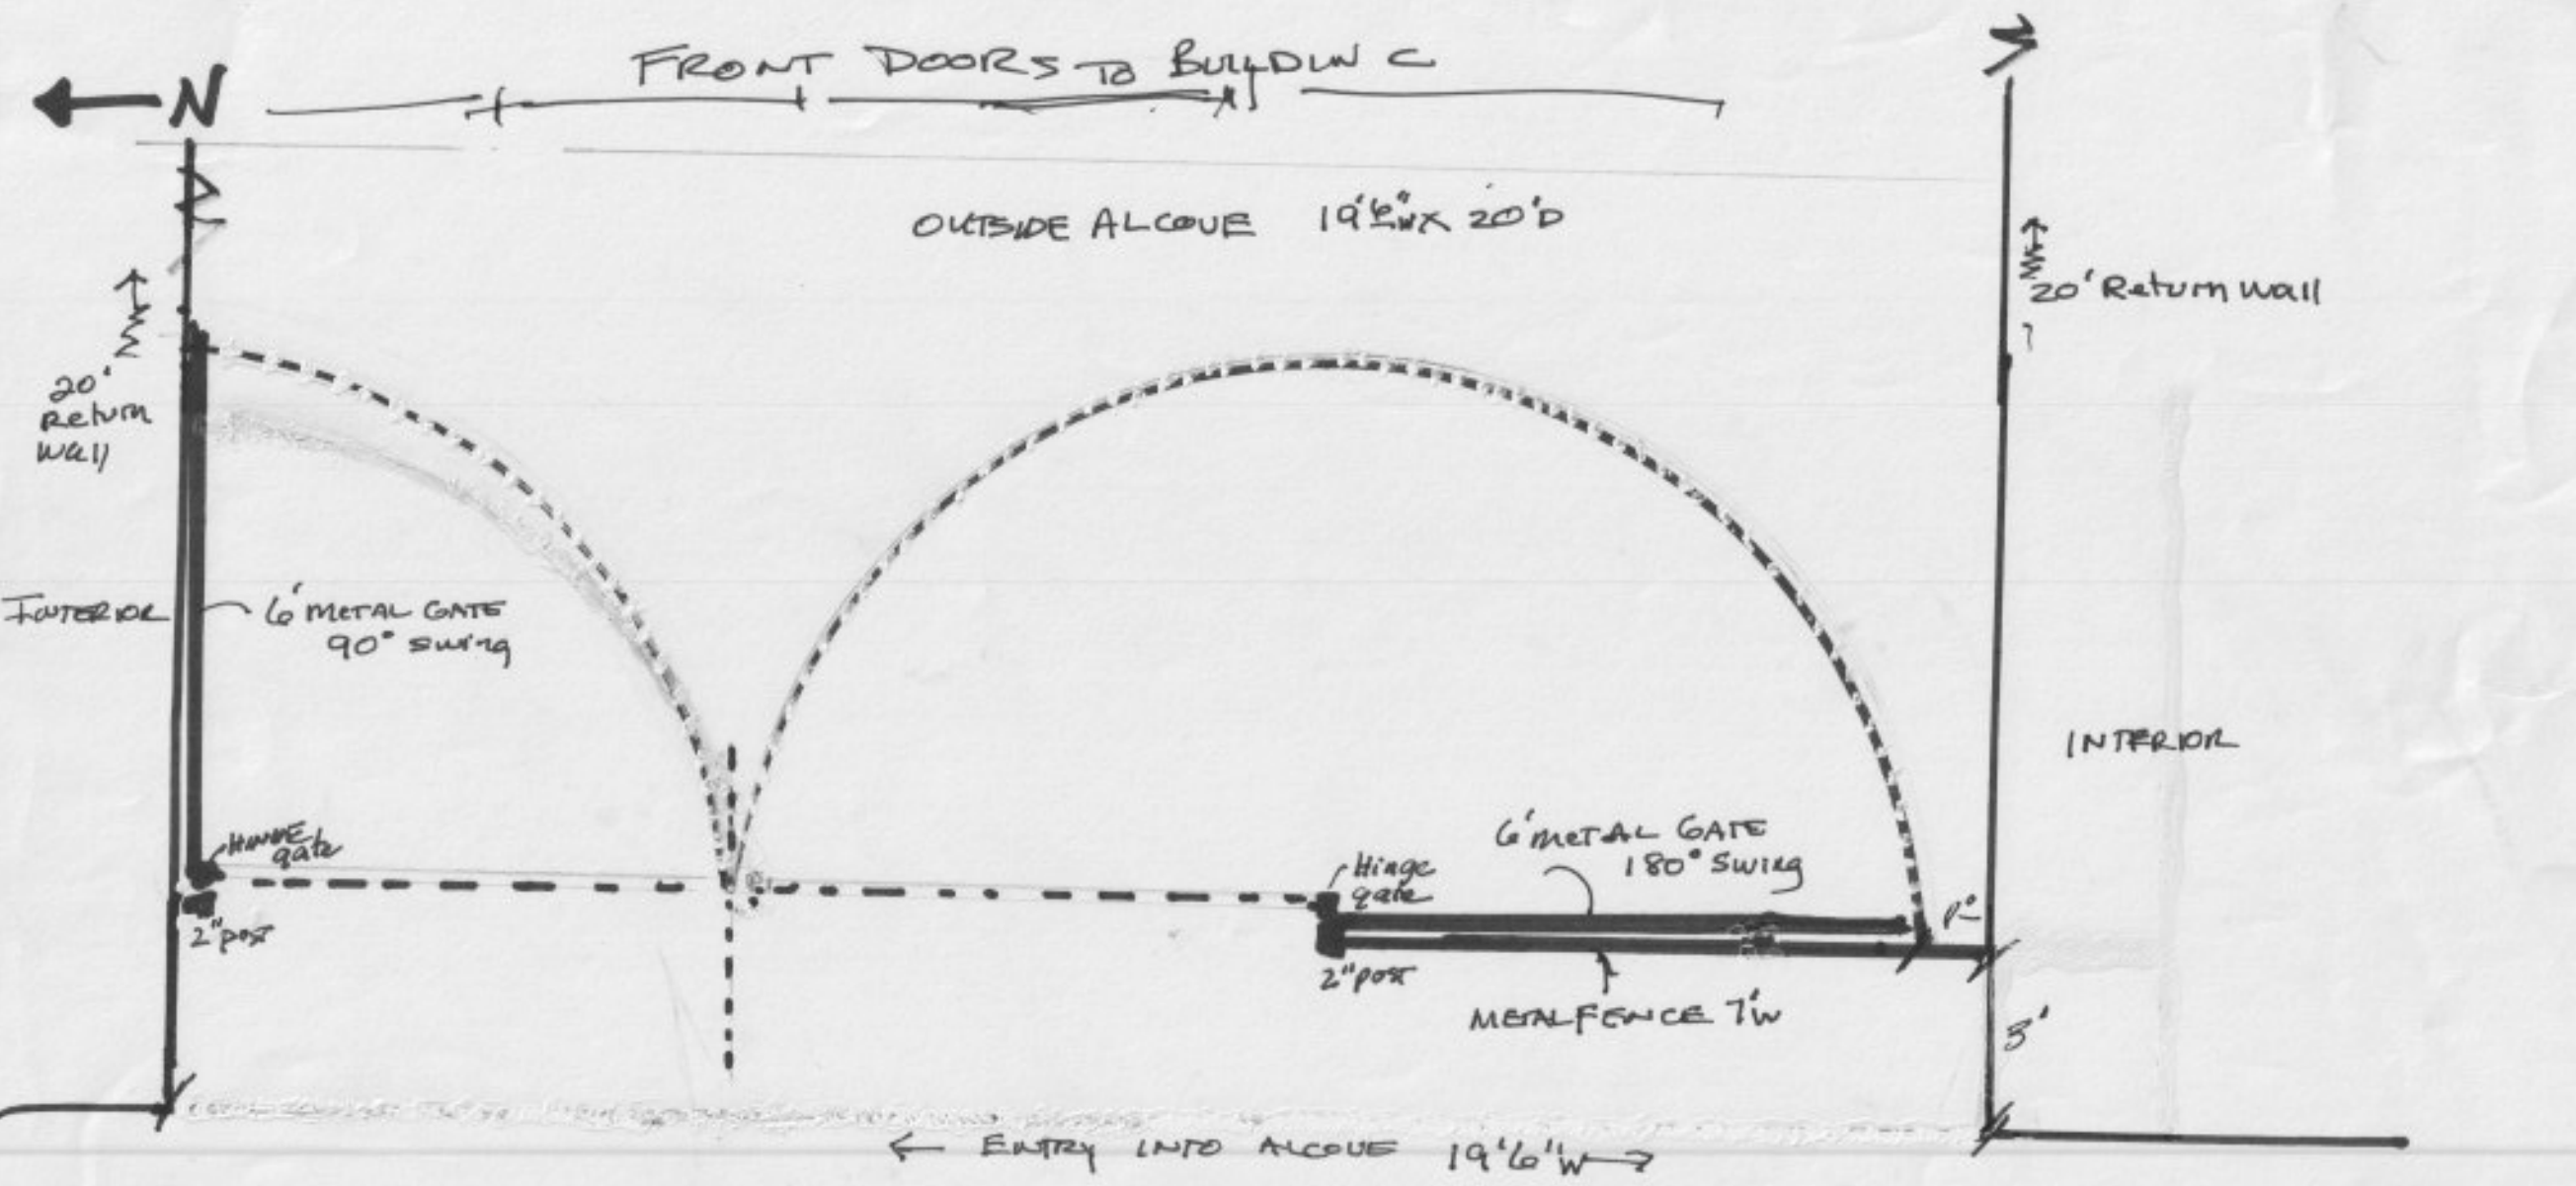 FRONT DOORS TO BUILDIN C
N
OUTSIDE ALCOVE 19'6"W X 20'D
20' Return wall
20'
Return
wall
INTERIOR
6' METAL GATE
90° swing
INTERIOR
6' METAL GATE
180° Swing
gate
Hinge
gate
1'0"
2" post
2" post
METAL FENCE 7'W
3'
← ENTRY INTO ALCOVE 19'6"W →